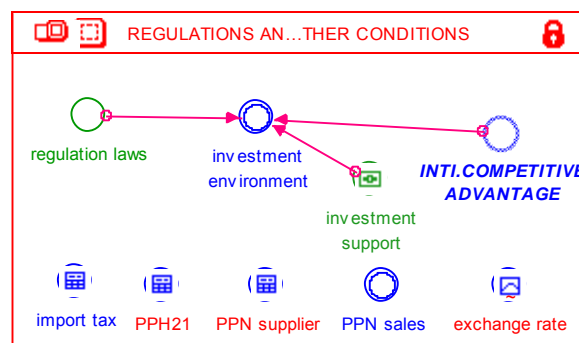 REGULATIONS AN...THER CONDITIONS
regulation laws
investment
environment
INTI.COMPETITIVE
ADVANTAGE
investment
support
import tax
PPH21
PPN supplier
PPN sales
exchange rate